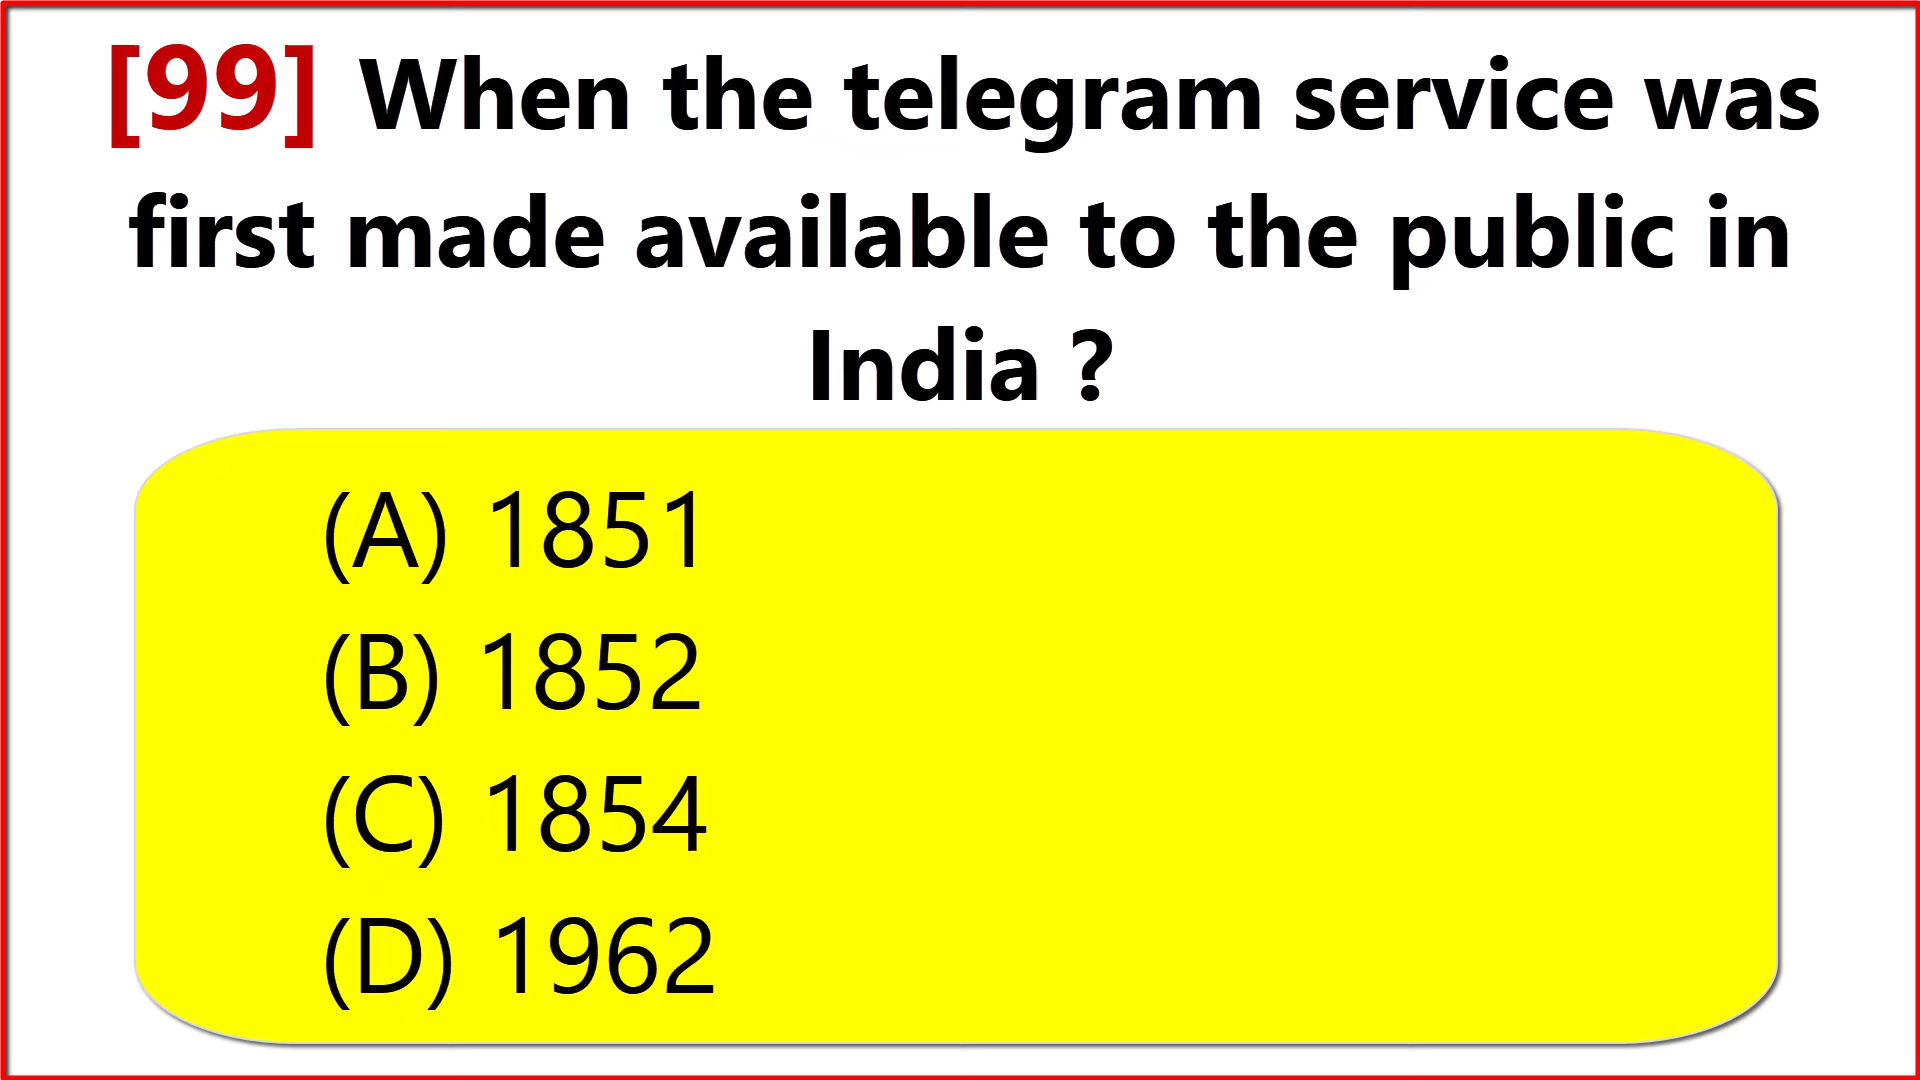 [99] When the telegram service was
first made available to the public in
India ?
(A) 1851
(B) 1852
(C) 1854
(D) 1962